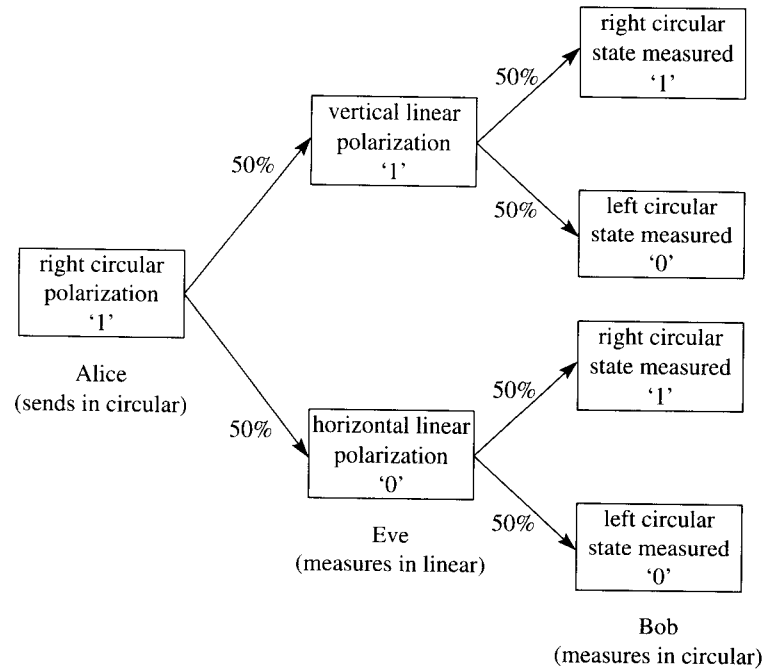 right circular
state measured
‘1’
50%
vertical linear
polarization
‘1’
50%
50%
left circular
state measured
‘0’
right circular
polarization
‘1’
Alice
(sends in circular)
right circular
state measured
‘1’
50%
50%
horizontal linear
polarization
‘0’
50%
left circular
state measured
‘0’
Eve
(measures in linear)
Bob
(measures in circular)